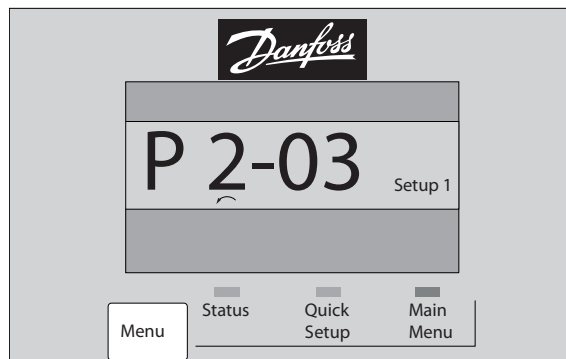 Danfoss
P 2-03
Setup 1
Status
Quick Setup
Main Menu
Menu